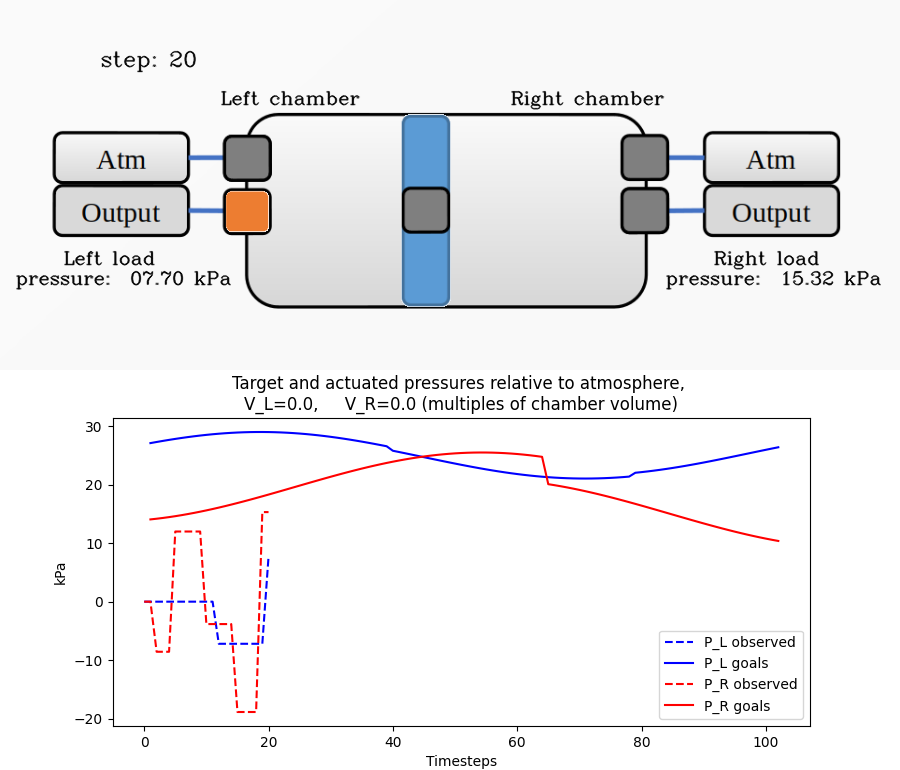 step: 20
Left chamber
Right chamber
Atm
Atm
Output
Output
Left load
pressure: 07.70 kPa
Right load
pressure: 15.32 kPa
Target and actuated pressures relative to atmosphere,
V_L=0.0, V_R=0.0 (multiples of chamber volume)
30
20
10
0
−10
−20
kPa
P_L observed
P_L goals
P_R observed
P_R goals
0
20
40
60
80
100
Timesteps